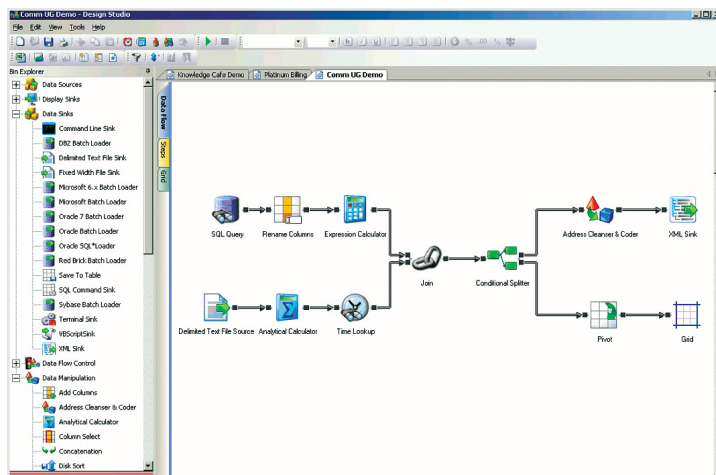 Comm UG Demo - Design Studio
File Edit View Tools Help
Bin Explorer
Knowledge Cafe Demo
Platinum Billing
Comm UG Demo
Data Sources
Display Sinks
Data Sinks
Command Line Sink
DB2 Batch Loader
Delimited Text File Sink
Fixed Width File Sink
Microsoft 6.x Batch Loader
Microsoft Batch Loader
Oracle 7 Batch Loader
Oracle Batch Loader
Oracle SQL*Loader
Red Brick Batch Loader
Save To Table
SQL Command Sink
Sybase Batch Loader
Terminal Sink
VBScriptSink
XML Sink
Data Flow Control
Data Manipulation
Add Columns
Address Cleanser & Coder
Analytical Calculator
Column Select
Concatenation
Disk Sort
Data Flow
Steps
Grid
SQL Query
Rename Columns
Expression Calculator
Address Cleanser & Coder
XML Sink
Join
Conditional Splitter
Delimited Text File Source
Analytical Calculator
Time Lookup
Pivot
Grid